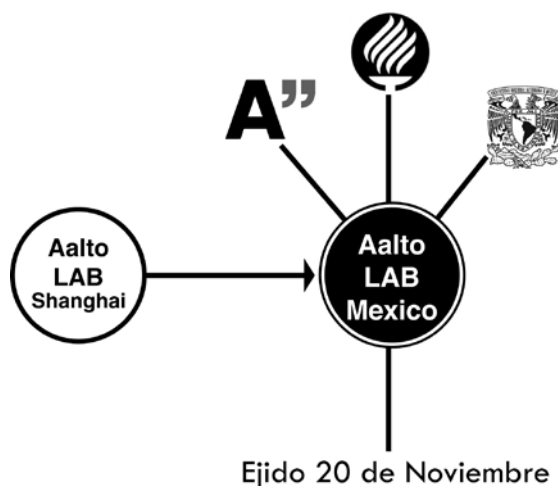 A”
Aalto
LAB
Shanghai
Aalto
LAB
Mexico
Ejido 20 de Noviembre